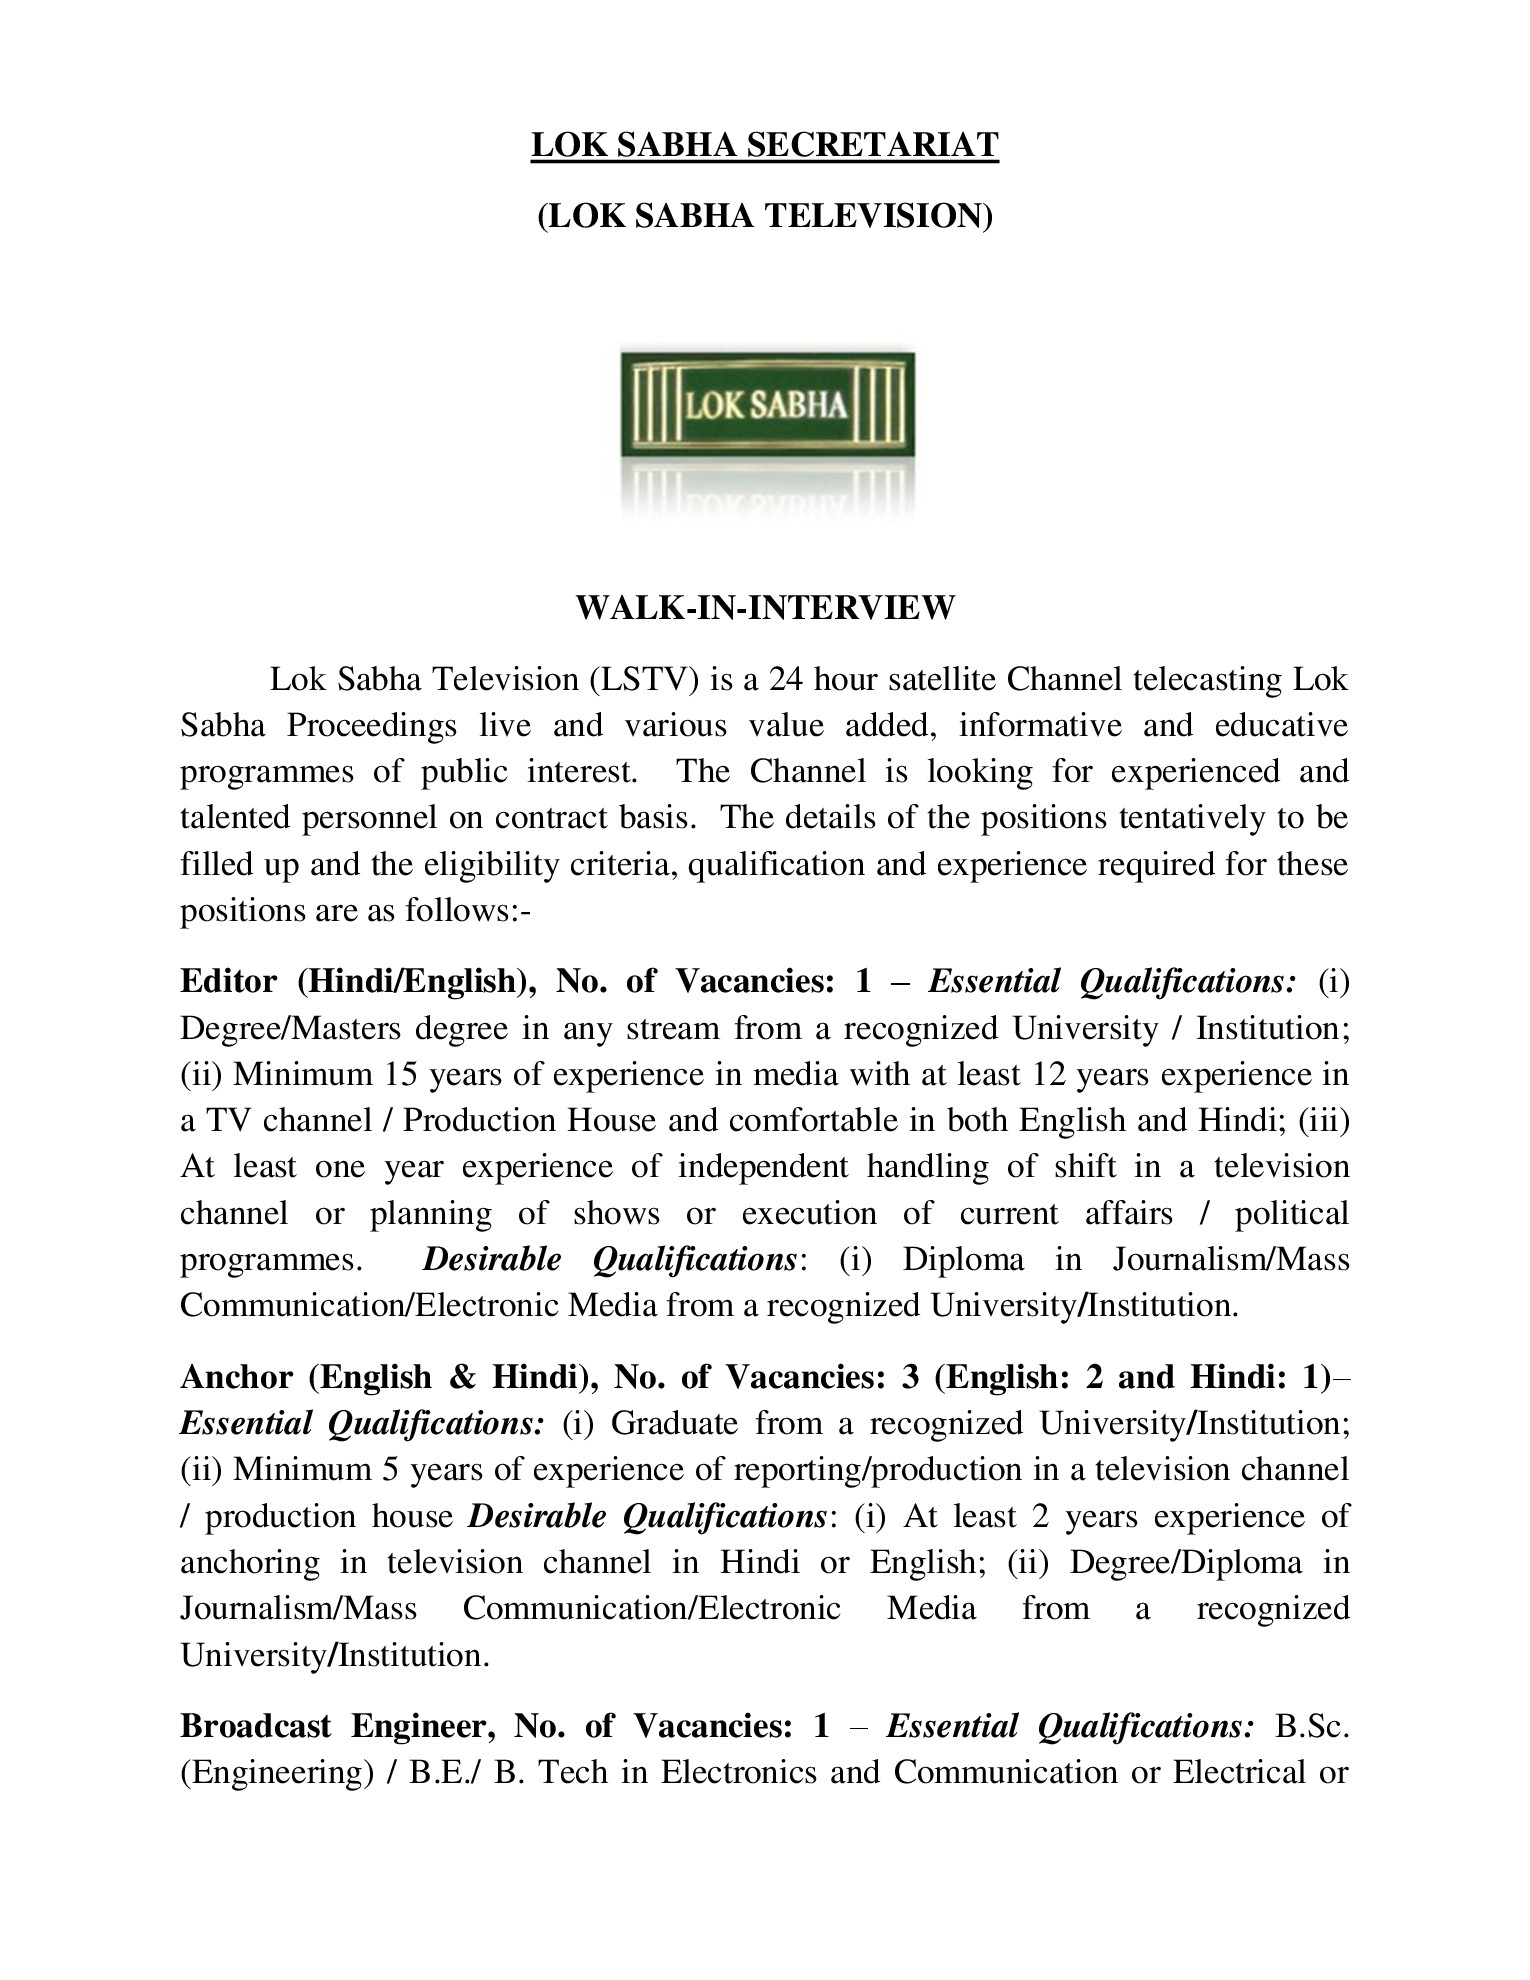 LOK SABHA SECRETARIAT
(LOK SABHA TELEVISION)
LOK SABHA
WALK-IN-INTERVIEW
Lok Sabha Television (LSTV) is a 24 hour satellite Channel telecasting Lok
Sabha Proceedings live and various value added, informative and educative
programmes of public interest. The Channel is looking for experienced and
talented personnel on contract basis. The details of the positions tentatively to be
filled up and the eligibility criteria, qualification and experience required for these
positions are as follows:-
Editor (Hindi/English), No. of Vacancies: 1 – Essential Qualifications: (i)
Degree/Masters degree in any stream from a recognized University / Institution;
(ii) Minimum 15 years of experience in media with at least 12 years experience in
a TV channel / Production House and comfortable in both English and Hindi; (iii)
At least one year experience of independent handling of shift in a television
channel or planning of shows or execution of current affairs / political
programmes. Desirable Qualifications: (i) Diploma in Journalism/Mass
Communication/Electronic Media from a recognized University/Institution.
Anchor (English & Hindi), No. of Vacancies: 3 (English: 2 and Hindi: 1)–
Essential Qualifications: (i) Graduate from a recognized University/Institution;
(ii) Minimum 5 years of experience of reporting/production in a television channel
/ production house Desirable Qualifications: (i) At least 2 years experience of
anchoring in television channel in Hindi or English; (ii) Degree/Diploma in
Journalism/Mass Communication/Electronic Media from a recognized
University/Institution.
Broadcast Engineer, No. of Vacancies: 1 – Essential Qualifications: B.Sc.
(Engineering) / B.E./ B. Tech in Electronics and Communication or Electrical or